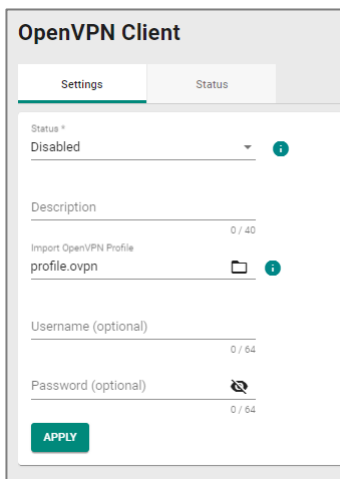 OpenVPN Client
Settings Status
Status *
Disabled
Description
0 / 40
Import OpenVPN Profile
profile.ovpn
Username (optional)
0 / 64
Password (optional)
0 / 64
APPLY